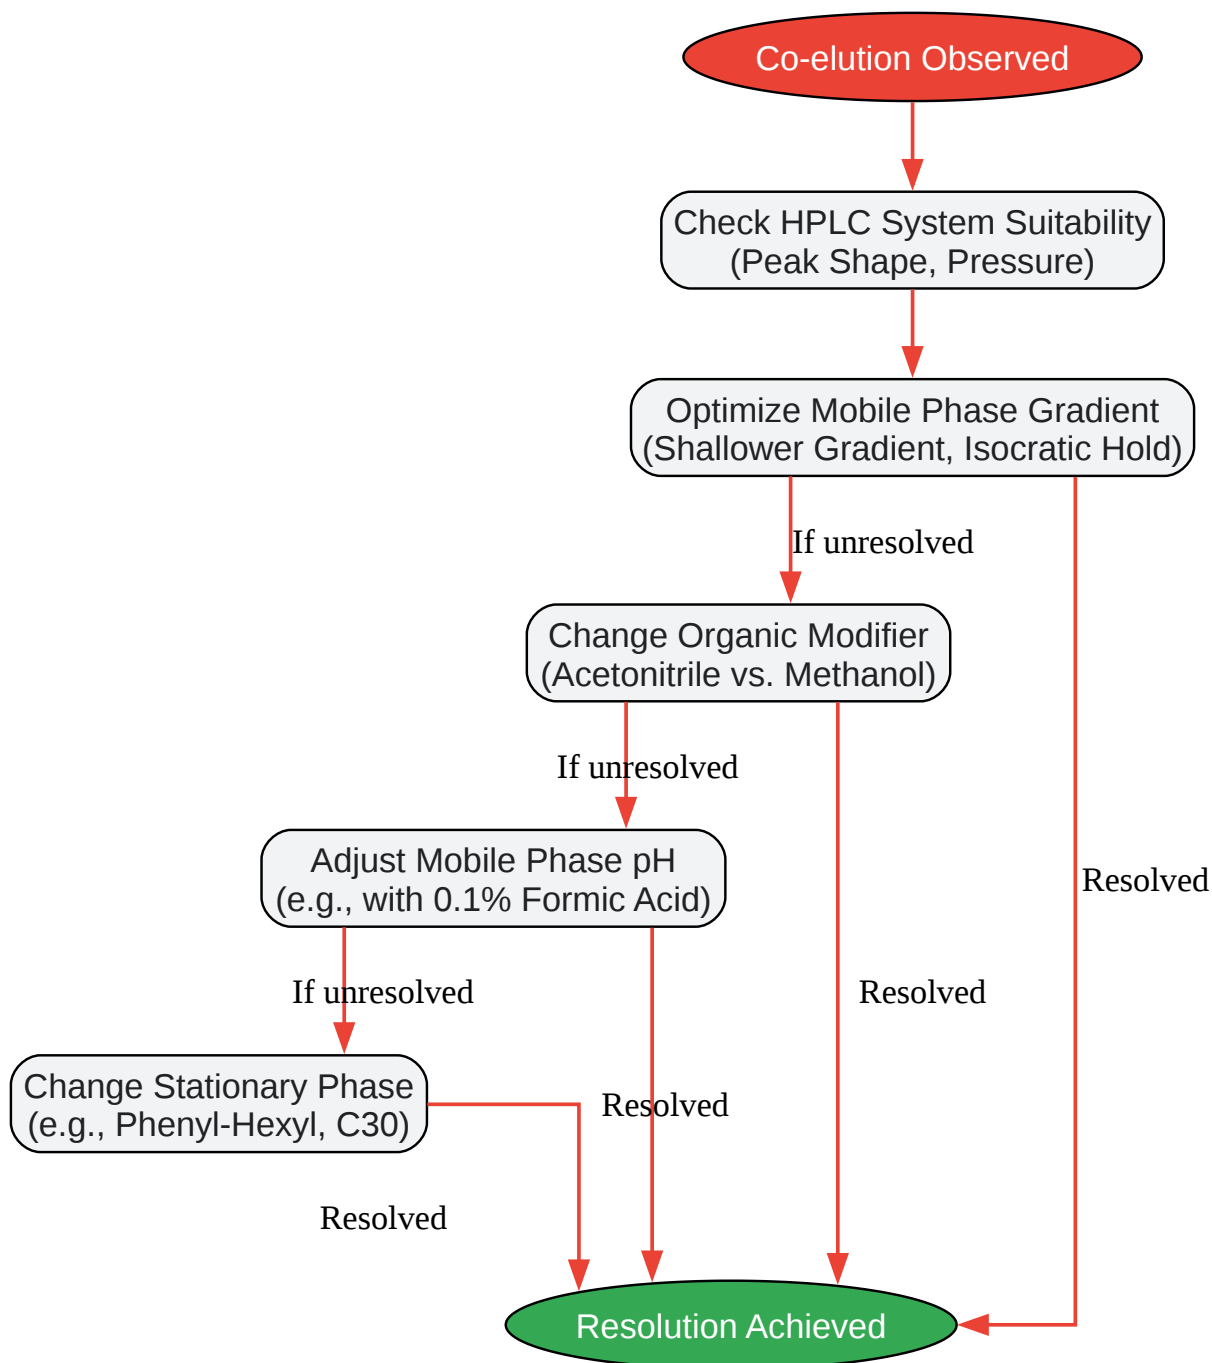 Co-elution Observed
Check HPLC System Suitability
(Peak Shape, Pressure)
Optimize Mobile Phase Gradient
(Shallower Gradient, Isocratic Hold)
If unresolved
Change Organic Modifier
(Acetonitrile vs. Methanol)
If unresolved
Adjust Mobile Phase pH
(e.g., with 0.1% Formic Acid)
Resolved
If unresolved
Resolved
Change Stationary Phase
(e.g., Phenyl-Hexyl, C30)
Resolved
Resolved
Resolution Achieved